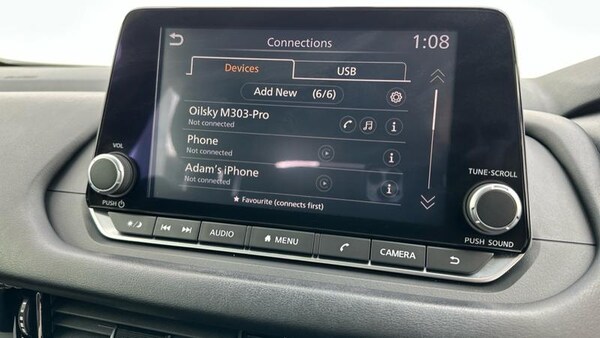 Connections
1:08
Devices
USB
Add New (6/6)
Oilsky M303-Pro
Not connected
Phone
Not connected
Adam's iPhone
Not connected
★ Favourite (connects first)
VOL
PUSH
TUNE·SCROLL
PUSH SOUND
AUDIO
MENU
CAMERA